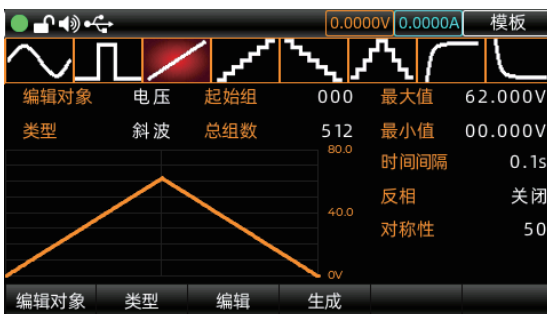 0.0000V 0.0000A 模板
编辑对象 电压 起始组 000 最大值 62.000V
类型 斜波 总组数 512 最小值 00.000V
80.0
时间间隔 0.1s
反相 关闭
40.0
对称性 50
0V
编辑对象 类型 编辑 生成